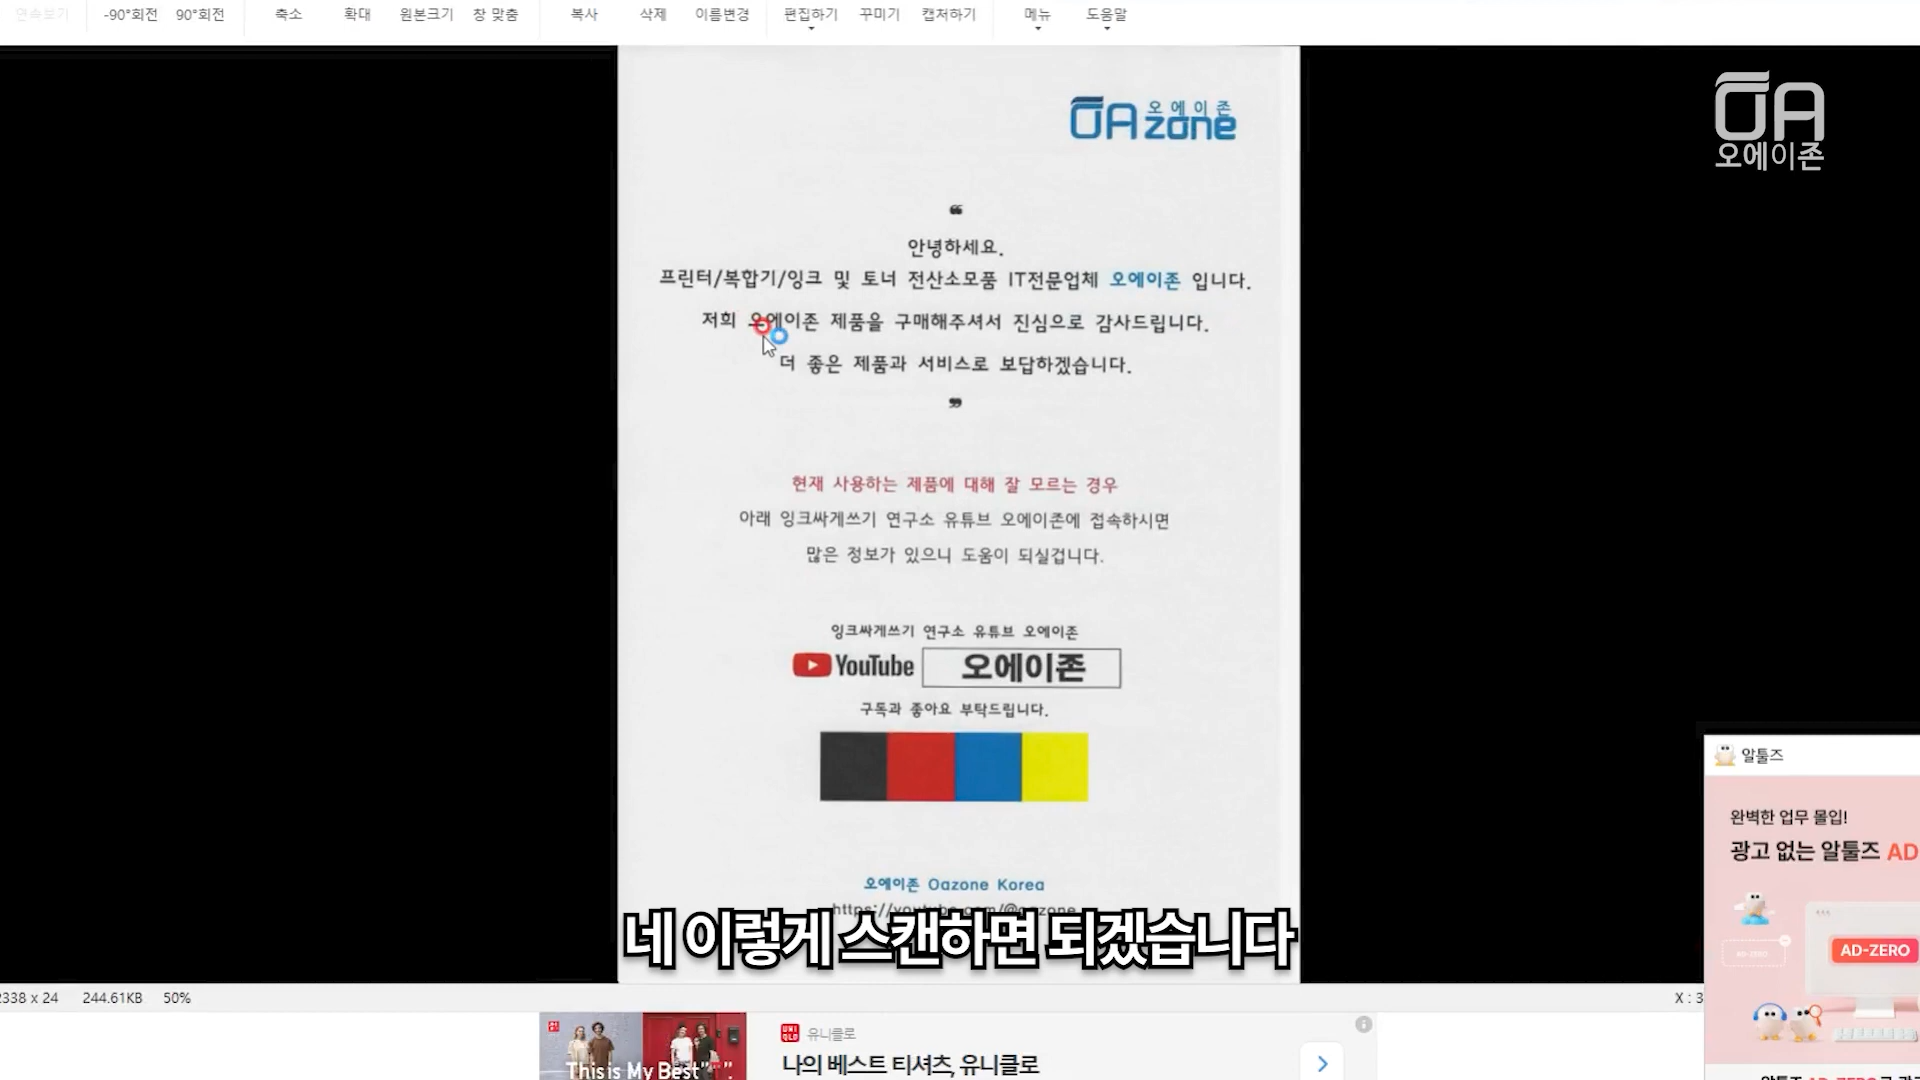 연속보기 -90°회전 90°회전 축소 확대 원본크기 창 맞춤 복사 삭제 이름변경 편집하기 꾸미기 캡처하기 메뉴 도움말
OA zone 오에이존
OA
오에이존
❝
안녕하세요.
프린터/복합기/잉크 및 토너 전산소모품 IT전문업체 오에이존 입니다.
저희 오에이존 제품을 구매해주셔서 진심으로 감사드립니다.
더 좋은 제품과 서비스로 보답하겠습니다.
❞
현재 사용하는 제품에 대해 잘 모르는 경우
아래 잉크싸게쓰기 연구소 유튜브 오에이존에 접속하시면
많은 정보가 있으니 도움이 되실겁니다.
잉크싸게쓰기 연구소 유튜브 오에이존
YouTube 오에이존
구독과 좋아요 부탁드립니다.
오에이존 Oazone Korea
https://youtube.com/@oazone
네 이렇게 스캔하면 되겠습니다
알툴즈
완벽한 업무 몰입!
광고 없는 알툴즈 AD
AD-ZERO
338 x 24 244.61KB 50% X : 3
This is My Best
UNIQLO 유니클로
나의 베스트 티셔츠, 유니클로